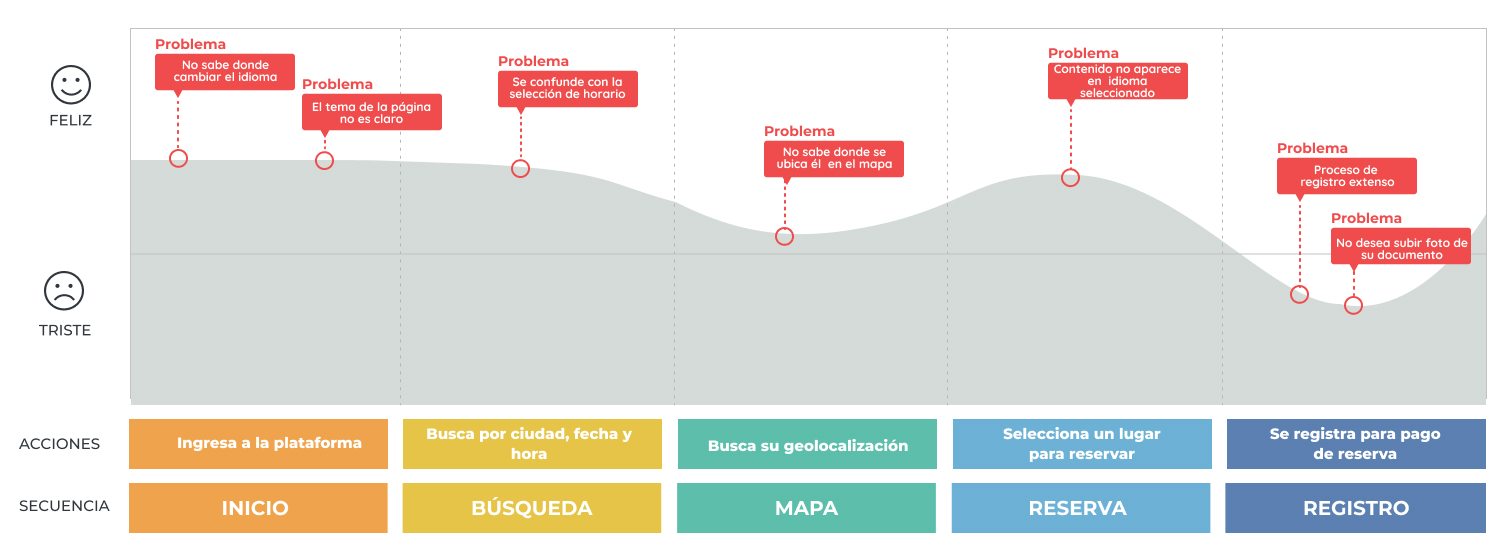 Problema
No sabe donde
cambiar el idioma
Problema
El tema de la página
no es claro
Problema
Se confunde con la
selección de horario
Problema
No sabe donde se
ubica él en el mapa
Problema
Contenido no aparece
en idioma
seleccionado
Problema
Proceso de
registro extenso
Problema
No desea subir foto de
su documento
FELIZ
TRISTE
ACCIONES
Ingresa a la plataforma
Busca por ciudad, fecha y
hora
Busca su geolocalización
Selecciona un lugar
para reservar
Se registra para pago
de reserva
SECUENCIA
INICIO
BÚSQUEDA
MAPA
RESERVA
REGISTRO